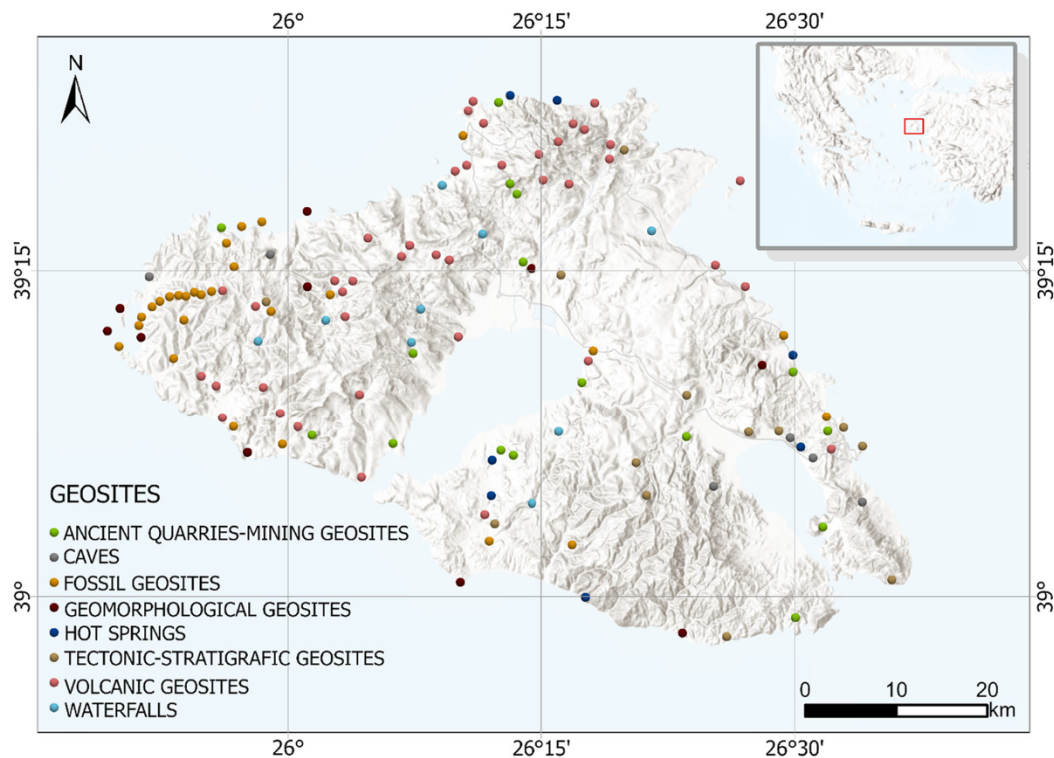 26° 26°15' 26°30'
N
39°15' 39°15'
GEOSITES
ANCIENT QUARRIES-MINING GEOSITES
CAVES
FOSSIL GEOSITES
GEOMORPHOLOGICAL GEOSITES
HOT SPRINGS
TECTONIC-STRATIGRAFIC GEOSITES
VOLCANIC GEOSITES
WATERFALLS
39° 39°
0 10 20
km
26° 26°15' 26°30'